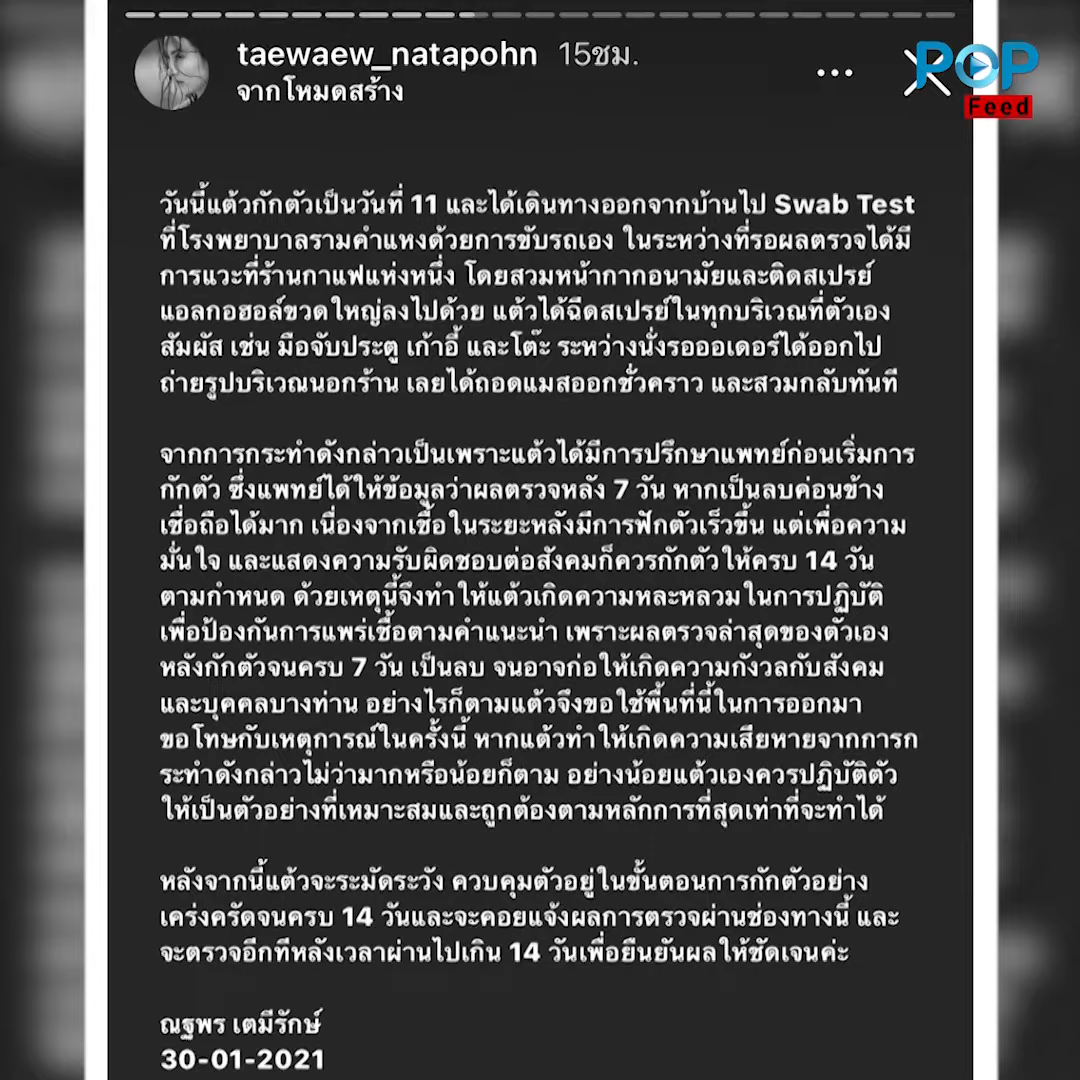 taewaew_natapohn 15ชม.
จากโหมดสร้าง
POP
Feed
วันนี้แต้วกักตัวเป็นวันที่ 11 และได้เดินทางออกจากบ้านไป Swab Test
ที่โรงพยาบาลรามคำแหงด้วยการขับรถเอง ในระหว่างที่รอผลตรวจได้มี
การแวะที่ร้านกาแฟแห่งหนึ่ง โดยสวมหน้ากากอนามัยและติดสเปรย์
แอลกอฮอล์ขวดใหญ่ลงไปด้วย แต้วได้ฉีดสเปรย์ในทุกบริเวณที่ตัวเอง
สัมผัส เช่น มือจับประตู เก้าอี้ และโต๊ะ ระหว่างนั่งรอออเดอร์ได้ออกไป
ถ่ายรูปบริเวณนอกร้าน เลยได้ถอดแมสออกชั่วคราว และสวมกลับทันที
จากการกระทำดังกล่าวเป็นเพราะแต้วได้มีการปรึกษาแพทย์ก่อนเริ่มการ
กักตัว ซึ่งแพทย์ได้ให้ข้อมูลว่าผลตรวจหลัง 7 วัน หากเป็นลบค่อนข้าง
เชื่อถือได้มาก เนื่องจากเชื้อในระยะหลังมีการฟักตัวเร็วขึ้น แต่เพื่อความ
มั่นใจ และแสดงความรับผิดชอบต่อสังคมก็ควรกักตัวให้ครบ 14 วัน
ตามกำหนด ด้วยเหตุนี้จึงทำให้แต้วเกิดความหละหลวมในการปฏิบัติ
เพื่อป้องกันการแพร่เชื้อตามคำแนะนำ เพราะผลตรวจล่าสุดของตัวเอง
หลังกักตัวจนครบ 7 วัน เป็นลบ จนอาจก่อให้เกิดความกังวลกับสังคม
และบุคคลบางท่าน อย่างไรก็ตามแต้วจึงขอใช้พื้นที่นี้ในการออกมา
ขอโทษกับเหตุการณ์ในครั้งนี้ หากแต้วทำให้เกิดความเสียหายจากการก
ระทำดังกล่าวไม่ว่ามากหรือน้อยก็ตาม อย่างน้อยแต้วเองควรปฏิบัติตัว
ให้เป็นตัวอย่างที่เหมาะสมและถูกต้องตามหลักการที่สุดเท่าที่จะทำได้
หลังจากนี้แต้วจะระมัดระวัง ควบคุมตัวอยู่ในขั้นตอนการกักตัวอย่าง
เคร่งครัดจนครบ 14 วันและจะคอยแจ้งผลการตรวจผ่านช่องทางนี้ และ
จะตรวจอีกทีหลังเวลาผ่านไปเกิน 14 วันเพื่อยืนยันผลให้ชัดเจนค่ะ
ณฐพร เตมีรักษ์
30-01-2021